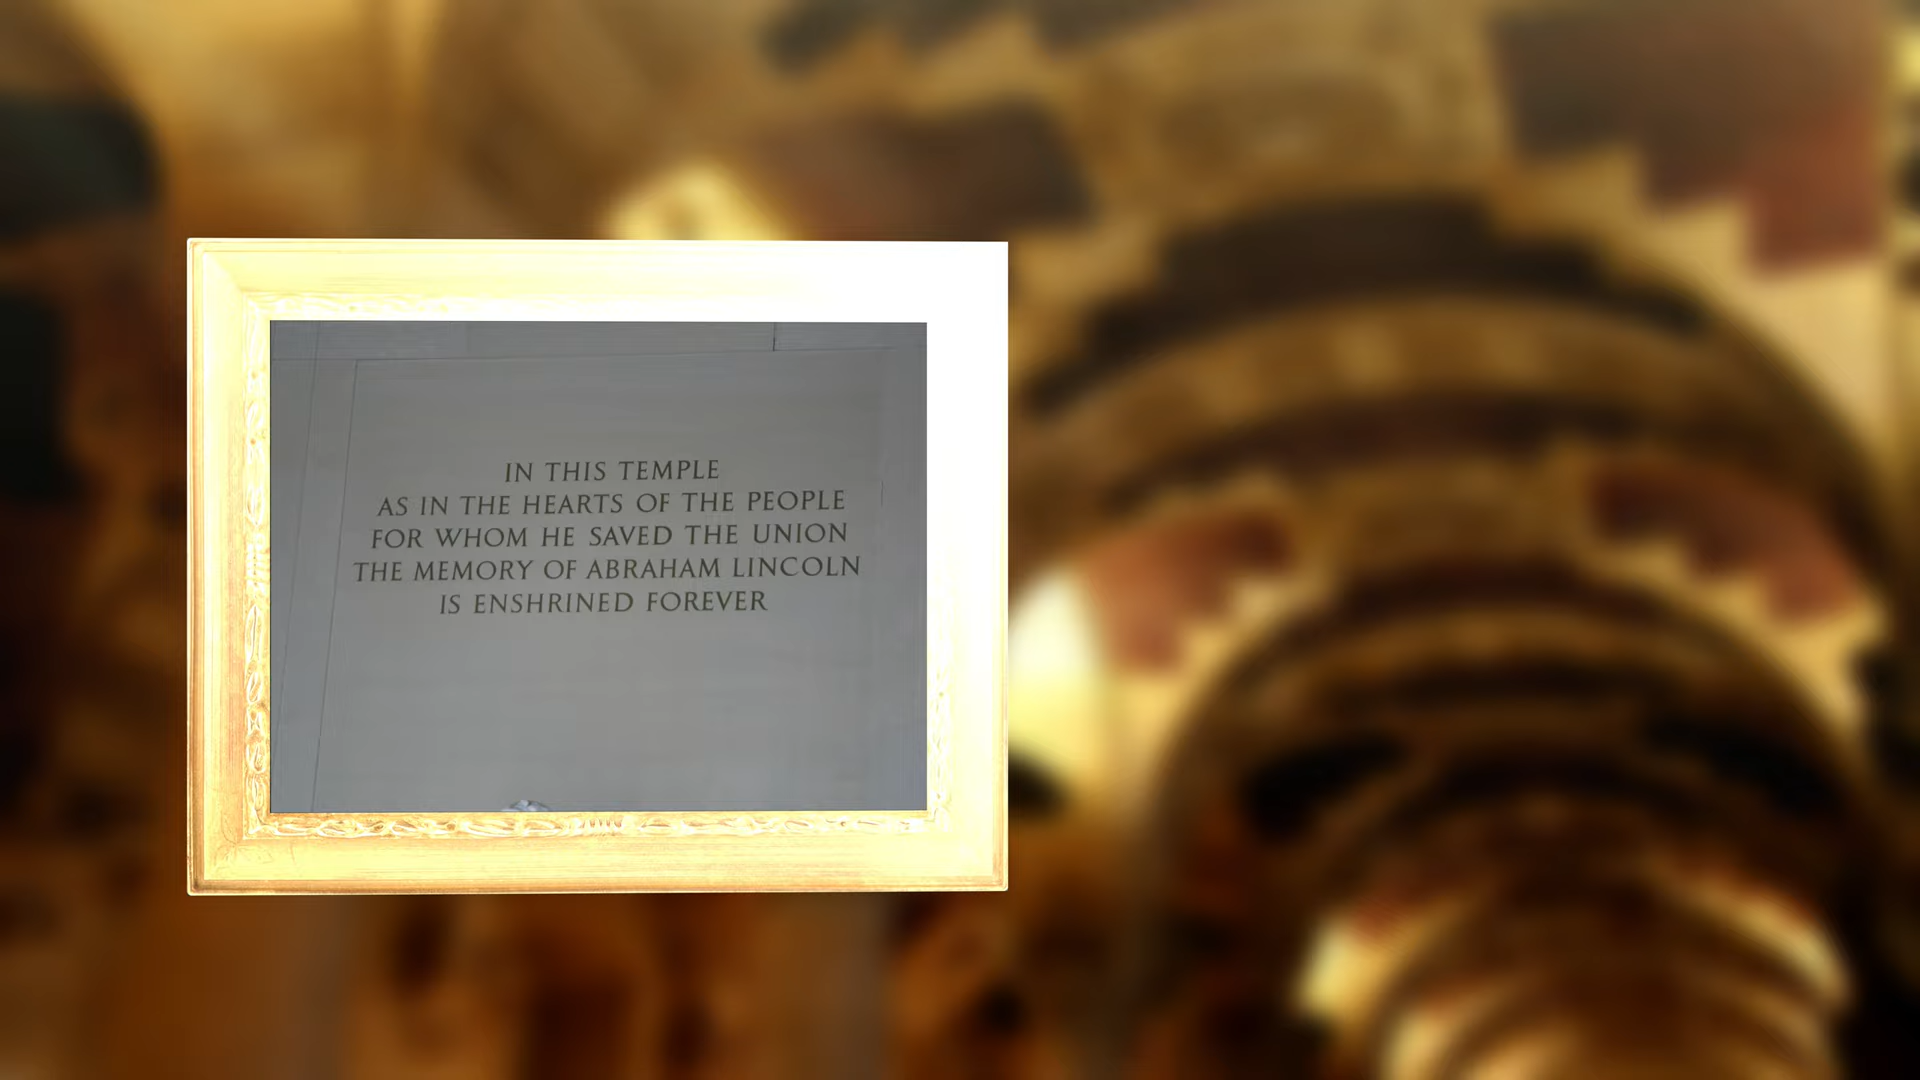 IN THIS TEMPLE
AS IN THE HEARTS OF THE PEOPLE
FOR WHOM HE SAVED THE UNION
THE MEMORY OF ABRAHAM LINCOLN
IS ENSHRINED FOREVER